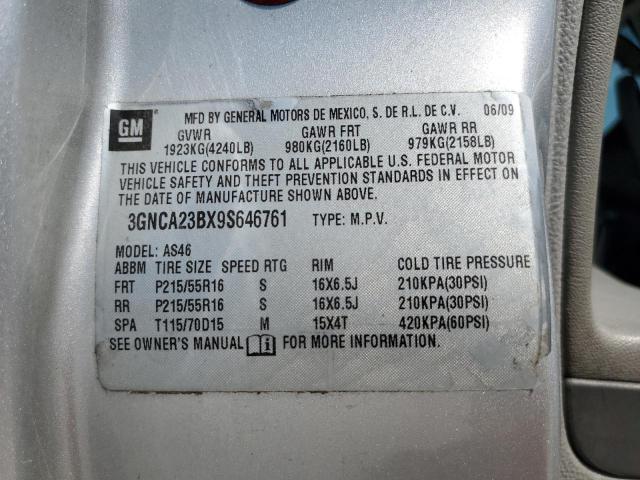 GM MFD BY GENERAL MOTORS DE MEXICO, S. DE R.L. DE C.V. 06/09
GVWR GAWR FRT GAWR RR
1923KG(4240LB) 980KG(2160LB) 979KG(2158LB)
THIS VEHICLE CONFORMS TO ALL APPLICABLE U.S. FEDERAL MOTOR
VEHICLE SAFETY AND THEFT PREVENTION STANDARDS IN EFFECT ON
THE DATE OF MANUFACTURE SHOWN ABOVE.
3GNCA23BX9S646761 TYPE: M.P.V.
MODEL: AS46
ABBM TIRE SIZE SPEED RTG RIM COLD TIRE PRESSURE
FRT P215/55R16 S 16X6.5J 210KPA(30PSI)
RR P215/55R16 S 16X6.5J 210KPA(30PSI)
SPA T115/70D15 M 15X4T 420KPA(60PSI)
SEE OWNER'S MANUAL FOR MORE INFORMATION.